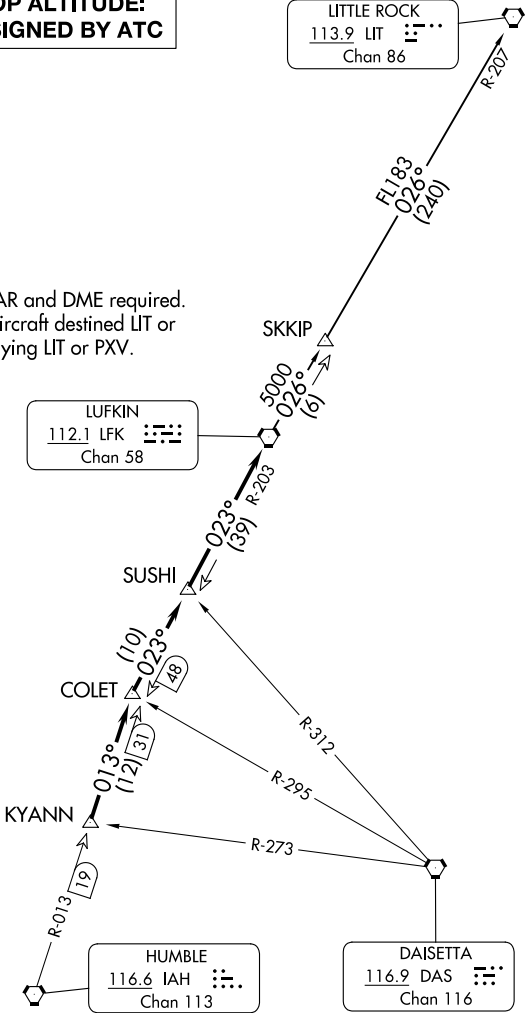 OP ALTITUDE:
SIGNED BY ATC
LITTLE ROCK
113.9 LIT
Chan 86
R-207
FL183
026°
(240)
AR and DME required.
ircraft destined LIT or
ying LIT or PXV.
SKKIP
5000
026°
(6)
LUFKIN
112.1 LFK
Chan 58
R-203
023°
(39)
SUSHI
(10)
023°
48
COLET
R-312
013°
(12)
31
R-295
KYANN
R-273
R-013
19
HUMBLE
116.6 IAH
Chan 113
DAISETTA
116.9 DAS
Chan 116